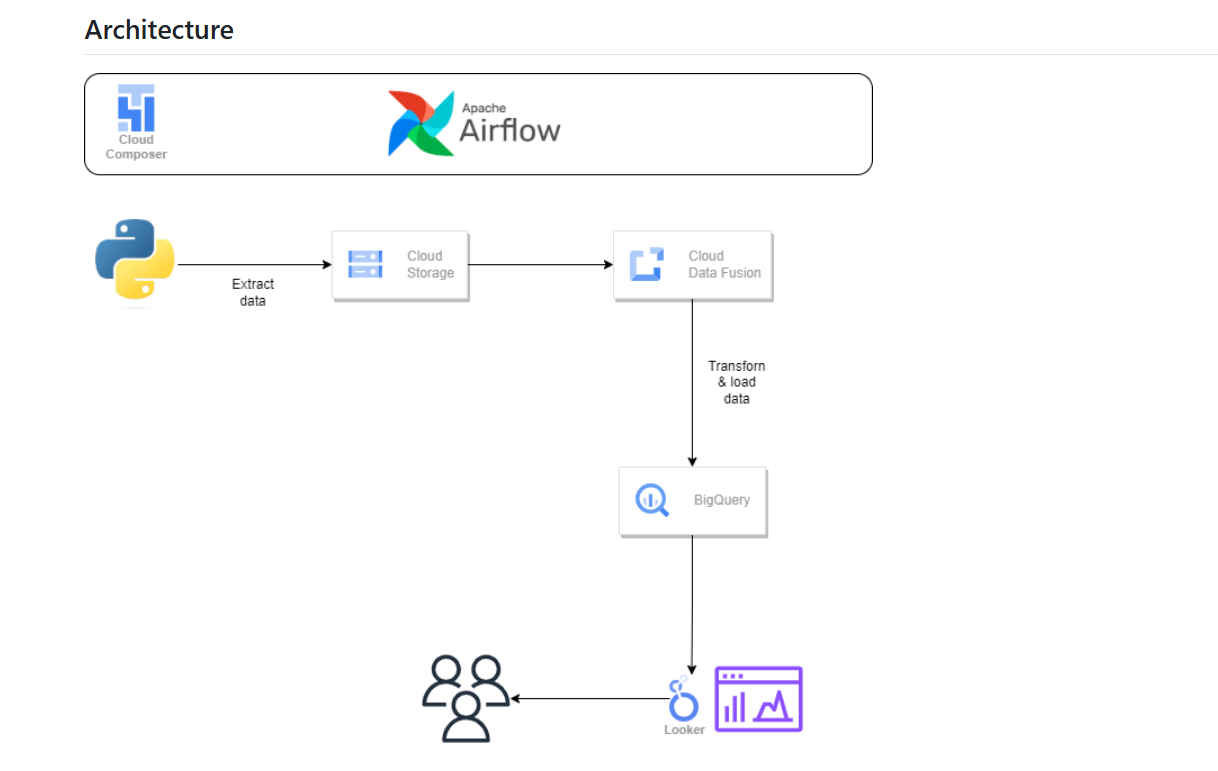 Architecture
Cloud
Composer
Apache
Airflow
Extract
data
Cloud
Storage
Cloud
Data Fusion
Transforn
& load
data
BigQuery
Looker